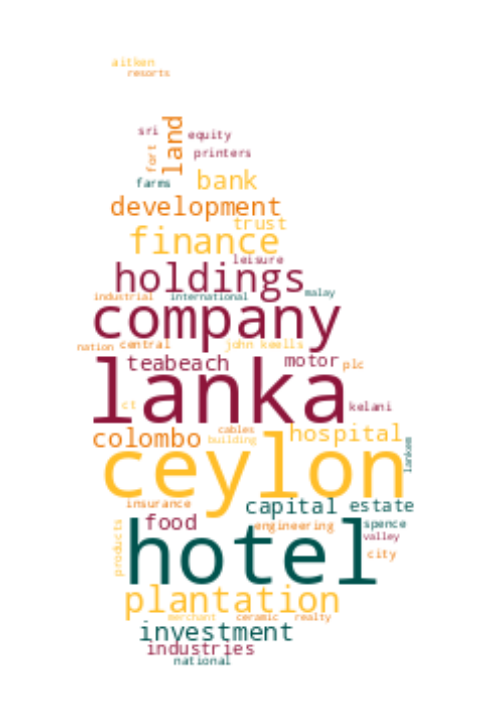 aitken
resorts
sri
land
equity
fort
printers
farms
bank
development
trust
finance
leisure
holdings
industrial
international
malay
company
nation
central
john keells
teabeach
motor
plc
lanka
ct
kelani
colombo
cables
building
hospital
lankem
ceylon
insurance
capital
estate
food
engineering
spence
products
valley
hotel
city
plantation
merchant
ceramic
realty
investment
industries
national